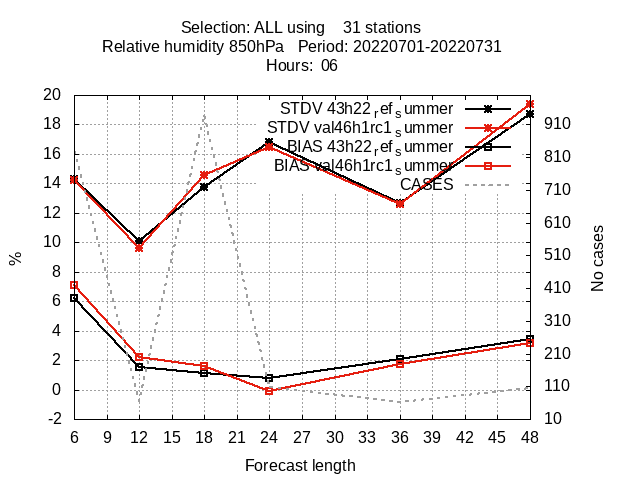 Selection: ALL using    31 stations
Relative humidity 850hPa   Period: 20220701-20220731
Hours:  06
STDV 43h22_ref_summer
STDV val46h1rc1_summer
BIAS 43h22_ref_summer
BIAS val46h1rc1_summer
CASES
%
20
18
16
14
12
10
8
6
4
2
0
-2
No cases
910
810
710
610
510
410
310
210
110
10
6 9 12 15 18 21 24 27 30 33 36 39 42 45 48
Forecast length